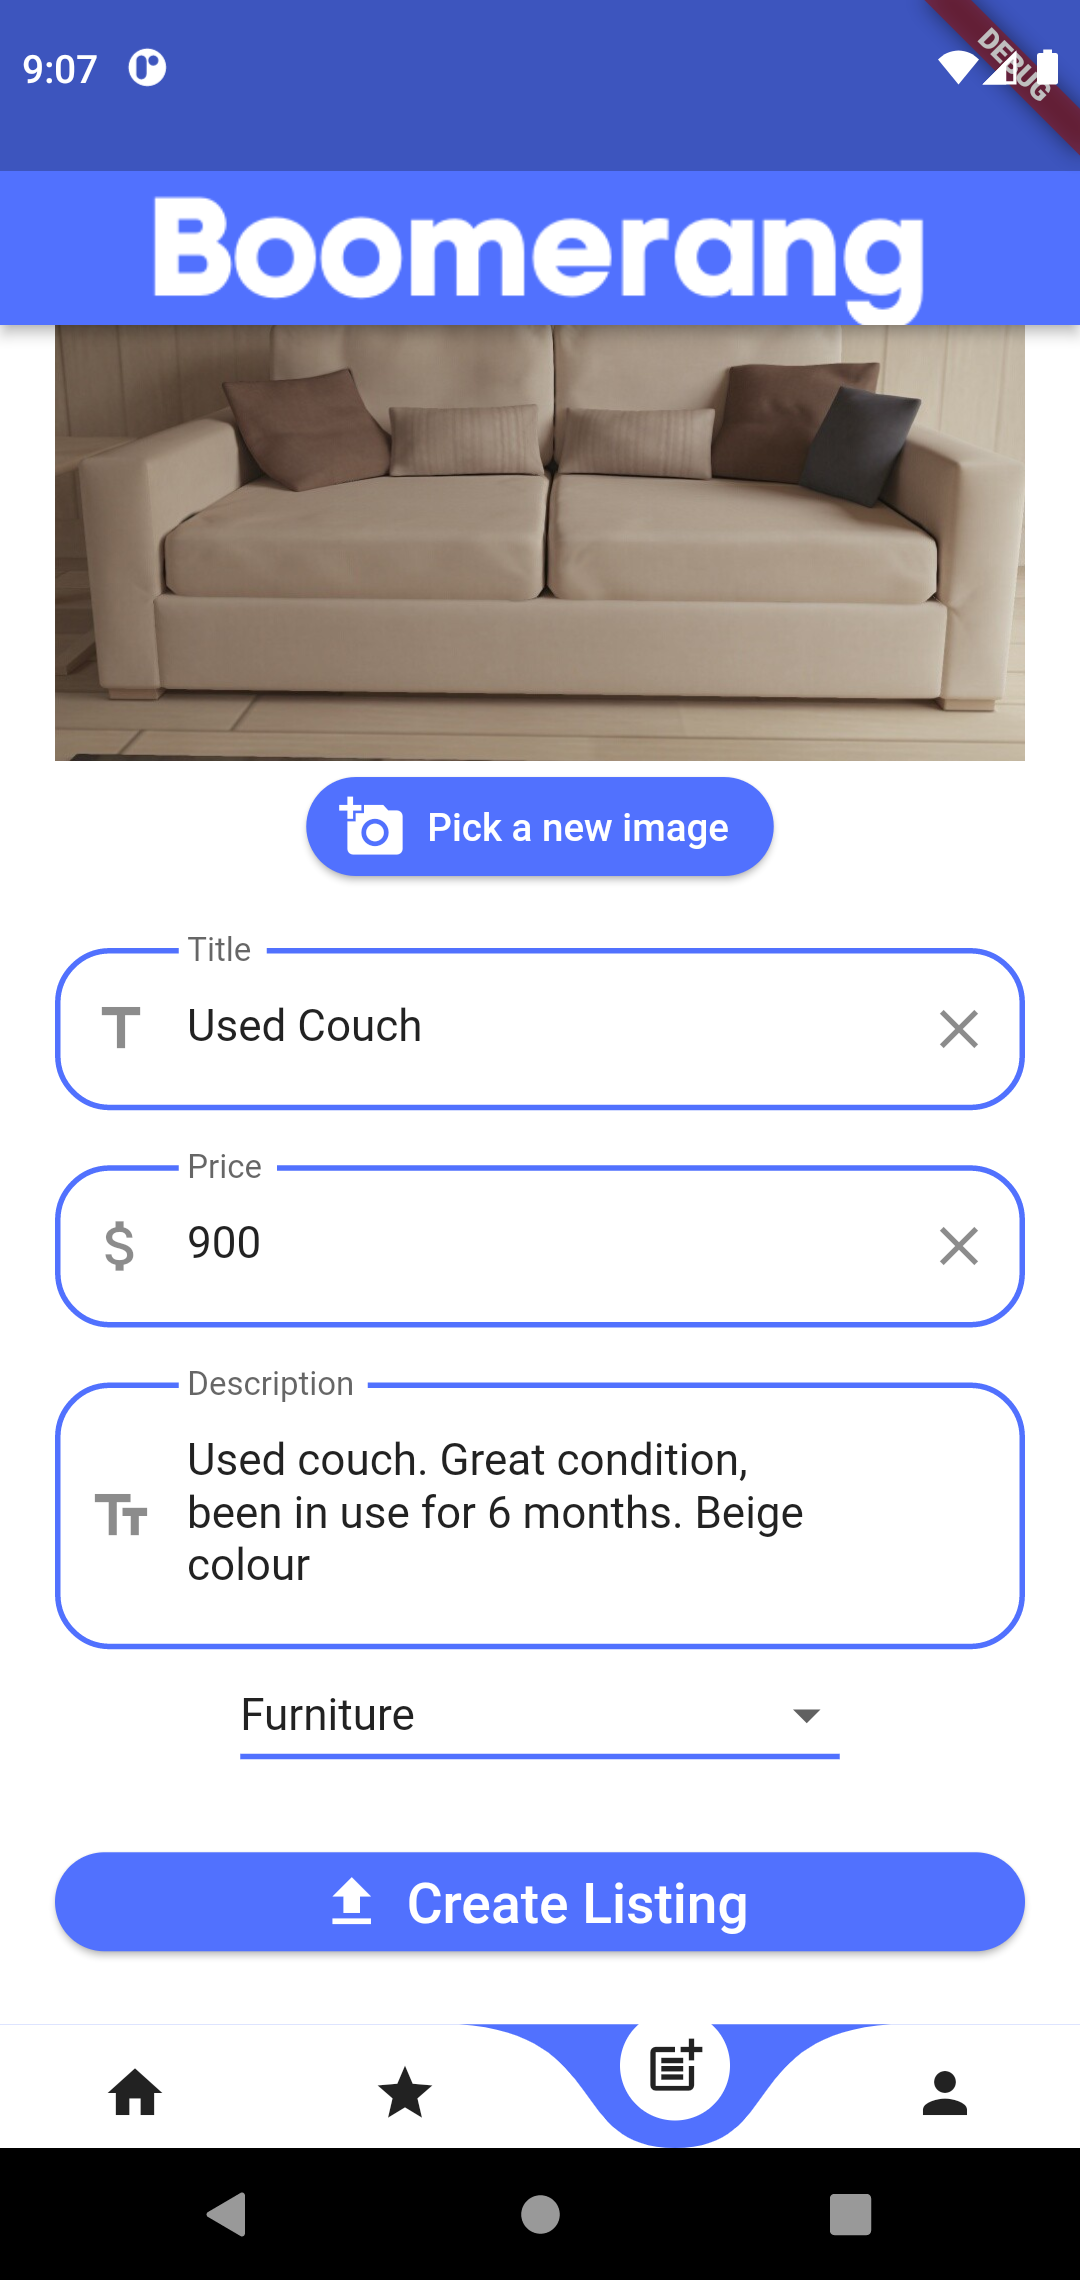 9:07
DEBUG
Boomerang
Pick a new image
Title
Used Couch
Price
$ 900
Description
Used couch. Great condition,
been in use for 6 months. Beige
colour
Furniture
Create Listing